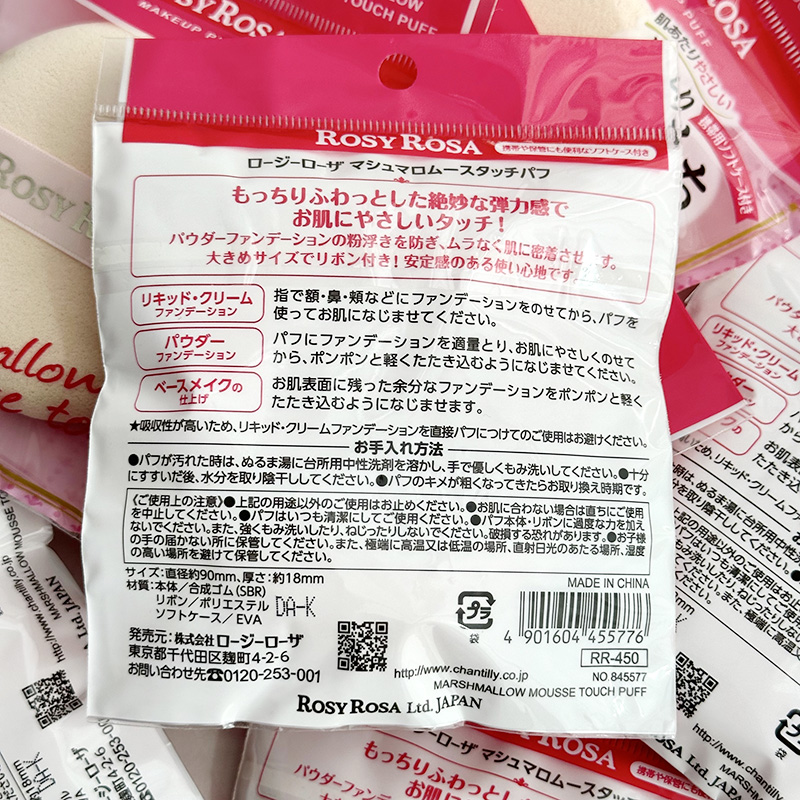 ROSY ROSA
携帯や保管にも便利なソフトケース付き
ロージーローザ マシュマロムースタッチパフ
もっちりふわっとした絶妙な弾力感で
お肌にやさしいタッチ！
パウダーファンデーションの粉浮きを防ぎ、ムラなく肌に密着させます。
大きめサイズでリボン付き！安定感のある使い心地です。
リキッド・クリーム
ファンデーション
指で額・鼻・頬などにファンデーションをのせてから、パフを
使ってお肌になじませてください。
パウダー
ファンデーション
パフにファンデーションを適量とり、お肌にやさしくのせて
から、ポンポンと軽くたたき込むようになじませてください。
ベースメイクの
仕上げ
お肌表面に残った余分なファンデーションをポンポンと軽く
たたき込むようになじませます。
★吸収性が高いため、リキッド・クリームファンデーションを直接パフにつけてのご使用はお避けください。
お手入れ方法
●パフが汚れた時は、ぬるま湯に台所用中性洗剤を溶かし、手で優しくもみ洗いしてください。●十分
にすすいだ後、水分を取り陰干ししてください。●パフのキメが粗くなってきたらお取り換え時期です。
〈ご使用上の注意〉●上記の用途以外のご使用はお止めください。●お肌に合わない場合は直ちにご使用
を中止してください。●パフはいつも清潔にしてご使用ください。●パフ本体・リボンに過度な力を加え
ないでください。また、強くもみ洗いしたり、ねじったりしないでください。破損する恐れがあります。●お子様
の手の届かない所に保管してください。また、極端に高温又は低温の場所、直射日光のあたる場所、湿度
の高い場所を避けて保管してください。
サイズ：直径約90mm、厚さ：約18mm
材質：本体／合成ゴム(SBR)
リボン／ポリエステル
ソフトケース／EVA
DA-K
MADE IN CHINA
プラ
袋
4 901604 455776
発売元：株式会社 ロージーローザ
東京都千代田区麹町4-2-6
お問い合わせ先☎0120-253-001
RR-450
http://www.chantilly.co.jp
NO.845577
MARSHMALLOW MOUSSE TOUCH PUFF
ROSY ROSA Ltd. JAPAN